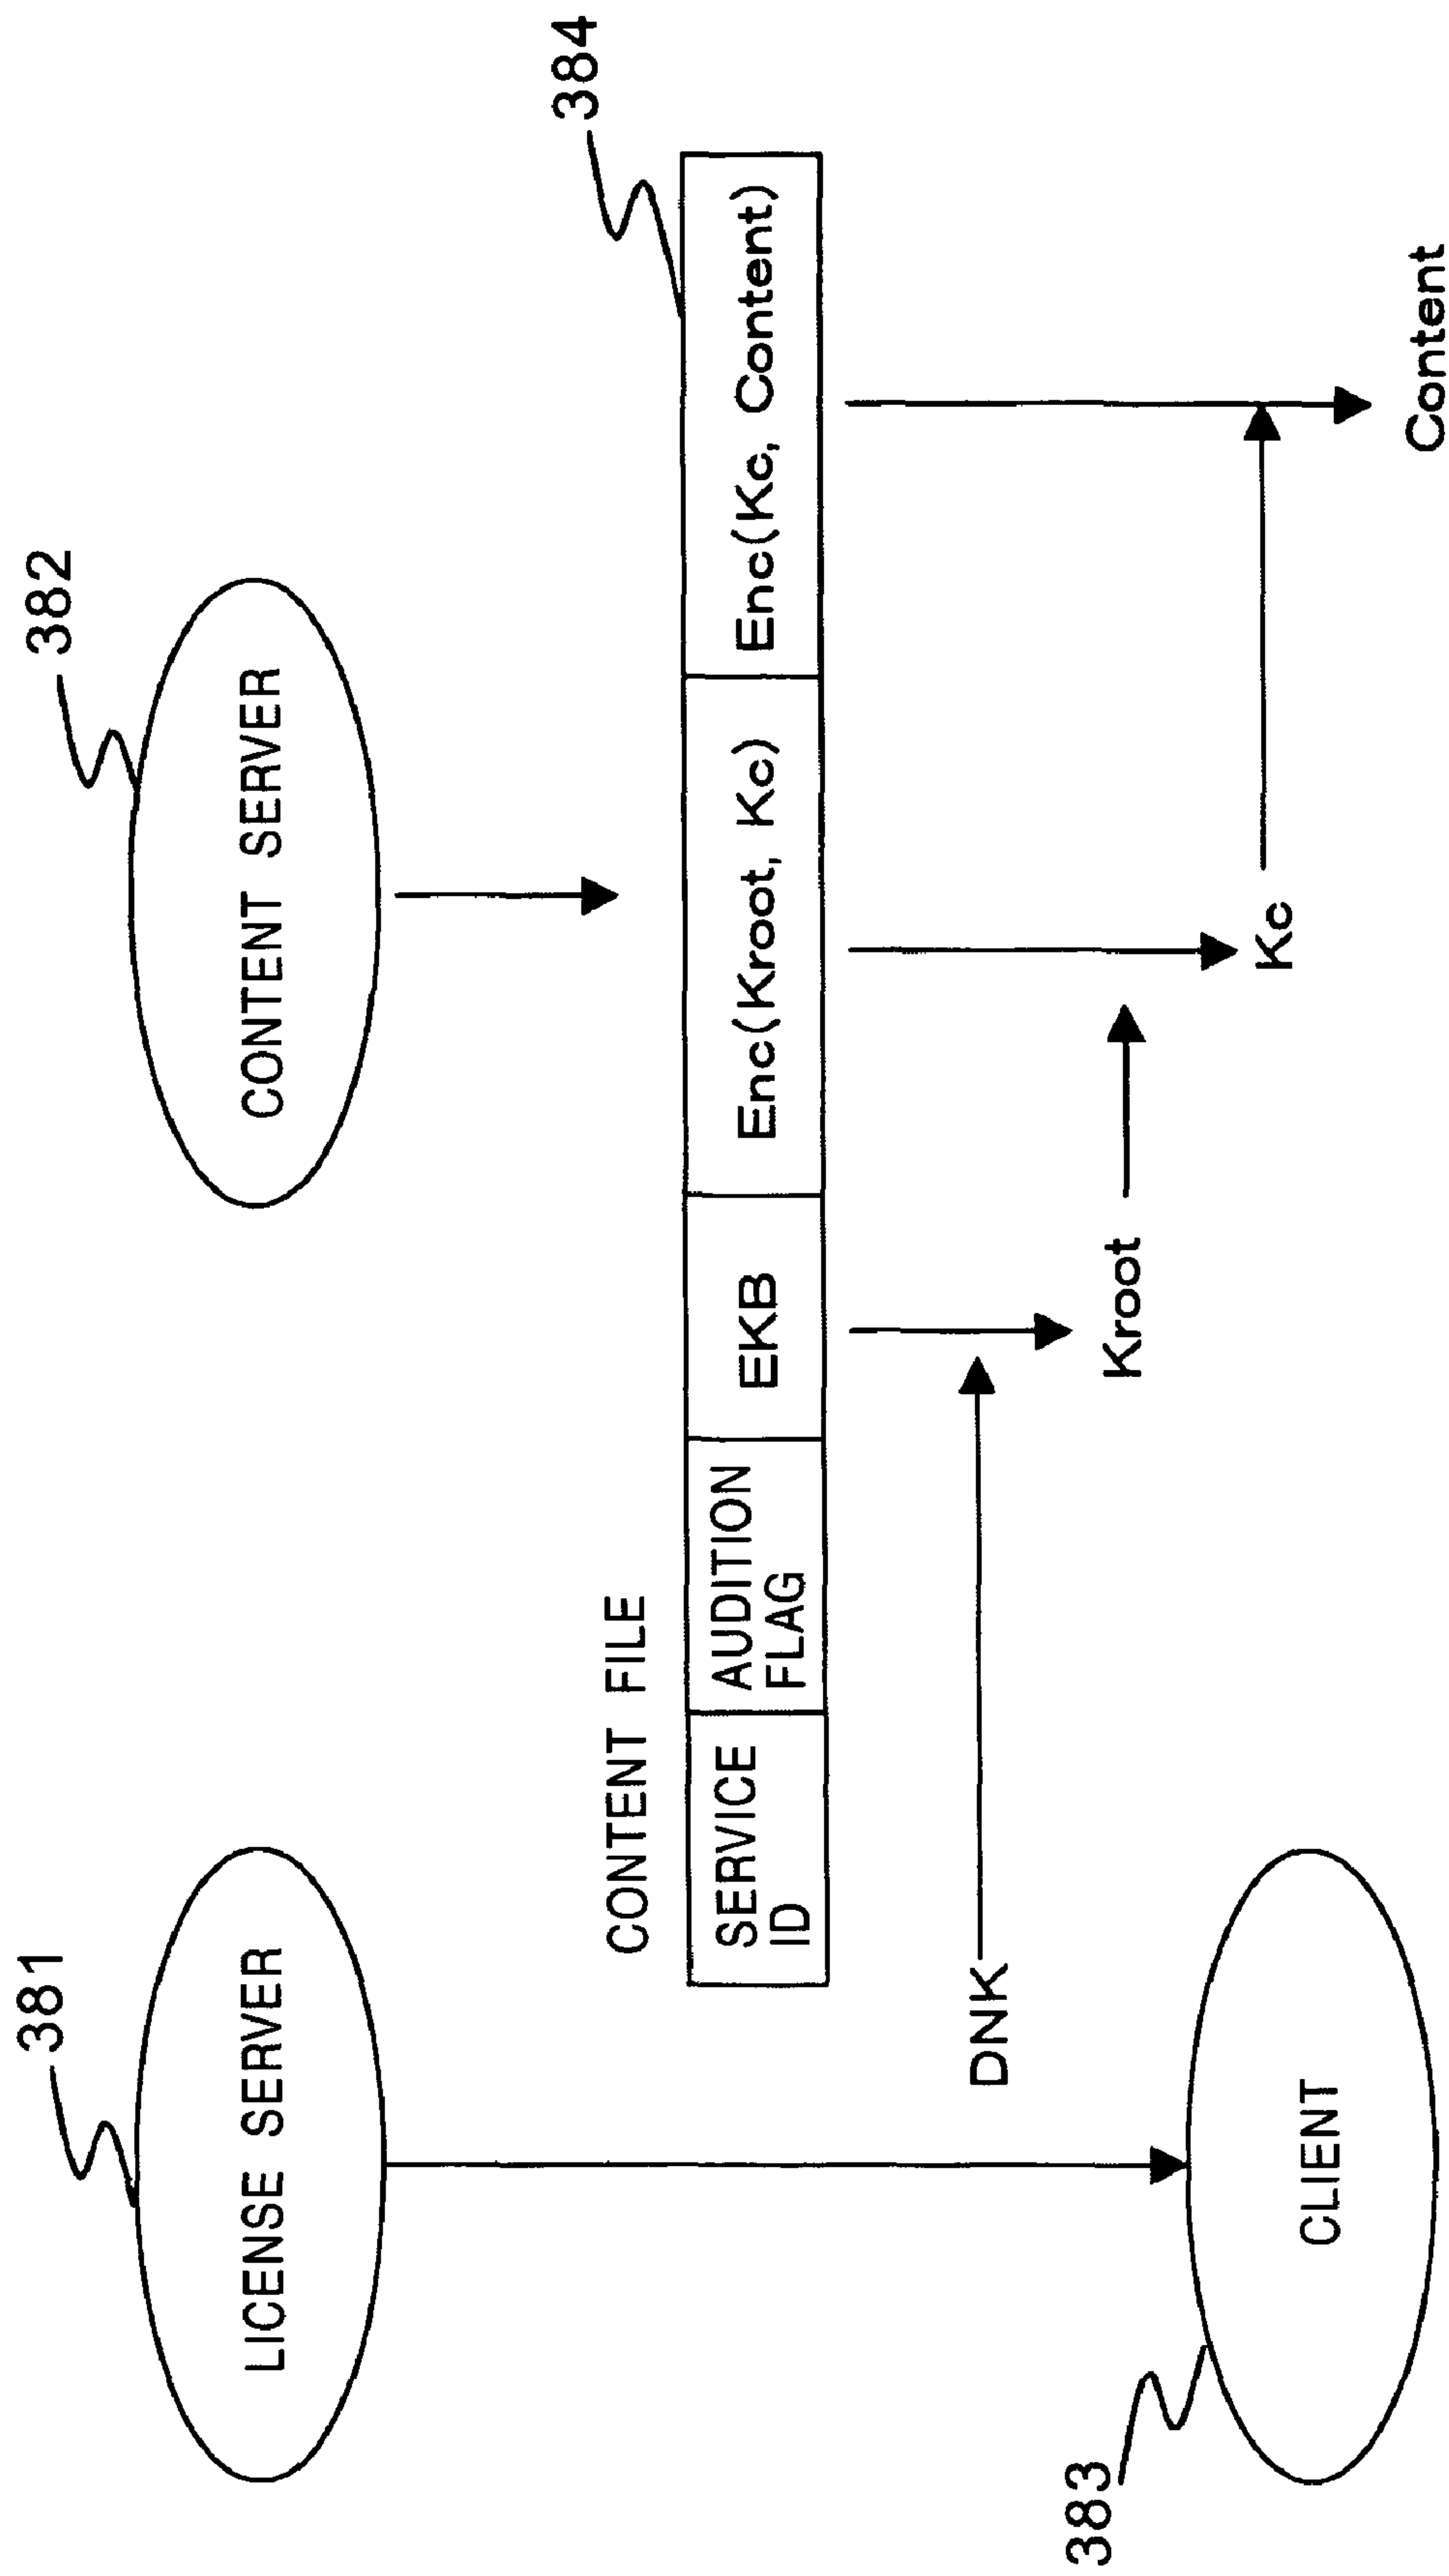 381
LICENSE SERVER
382
CONTENT SERVER
CONTENT FILE
384
SERVICE
ID
AUDITION
FLAG
EKB
Enc(Kroot, Kc)
Enc(Kc, Content)
DNK
Kroot
Kc
Content
383
CLIENT